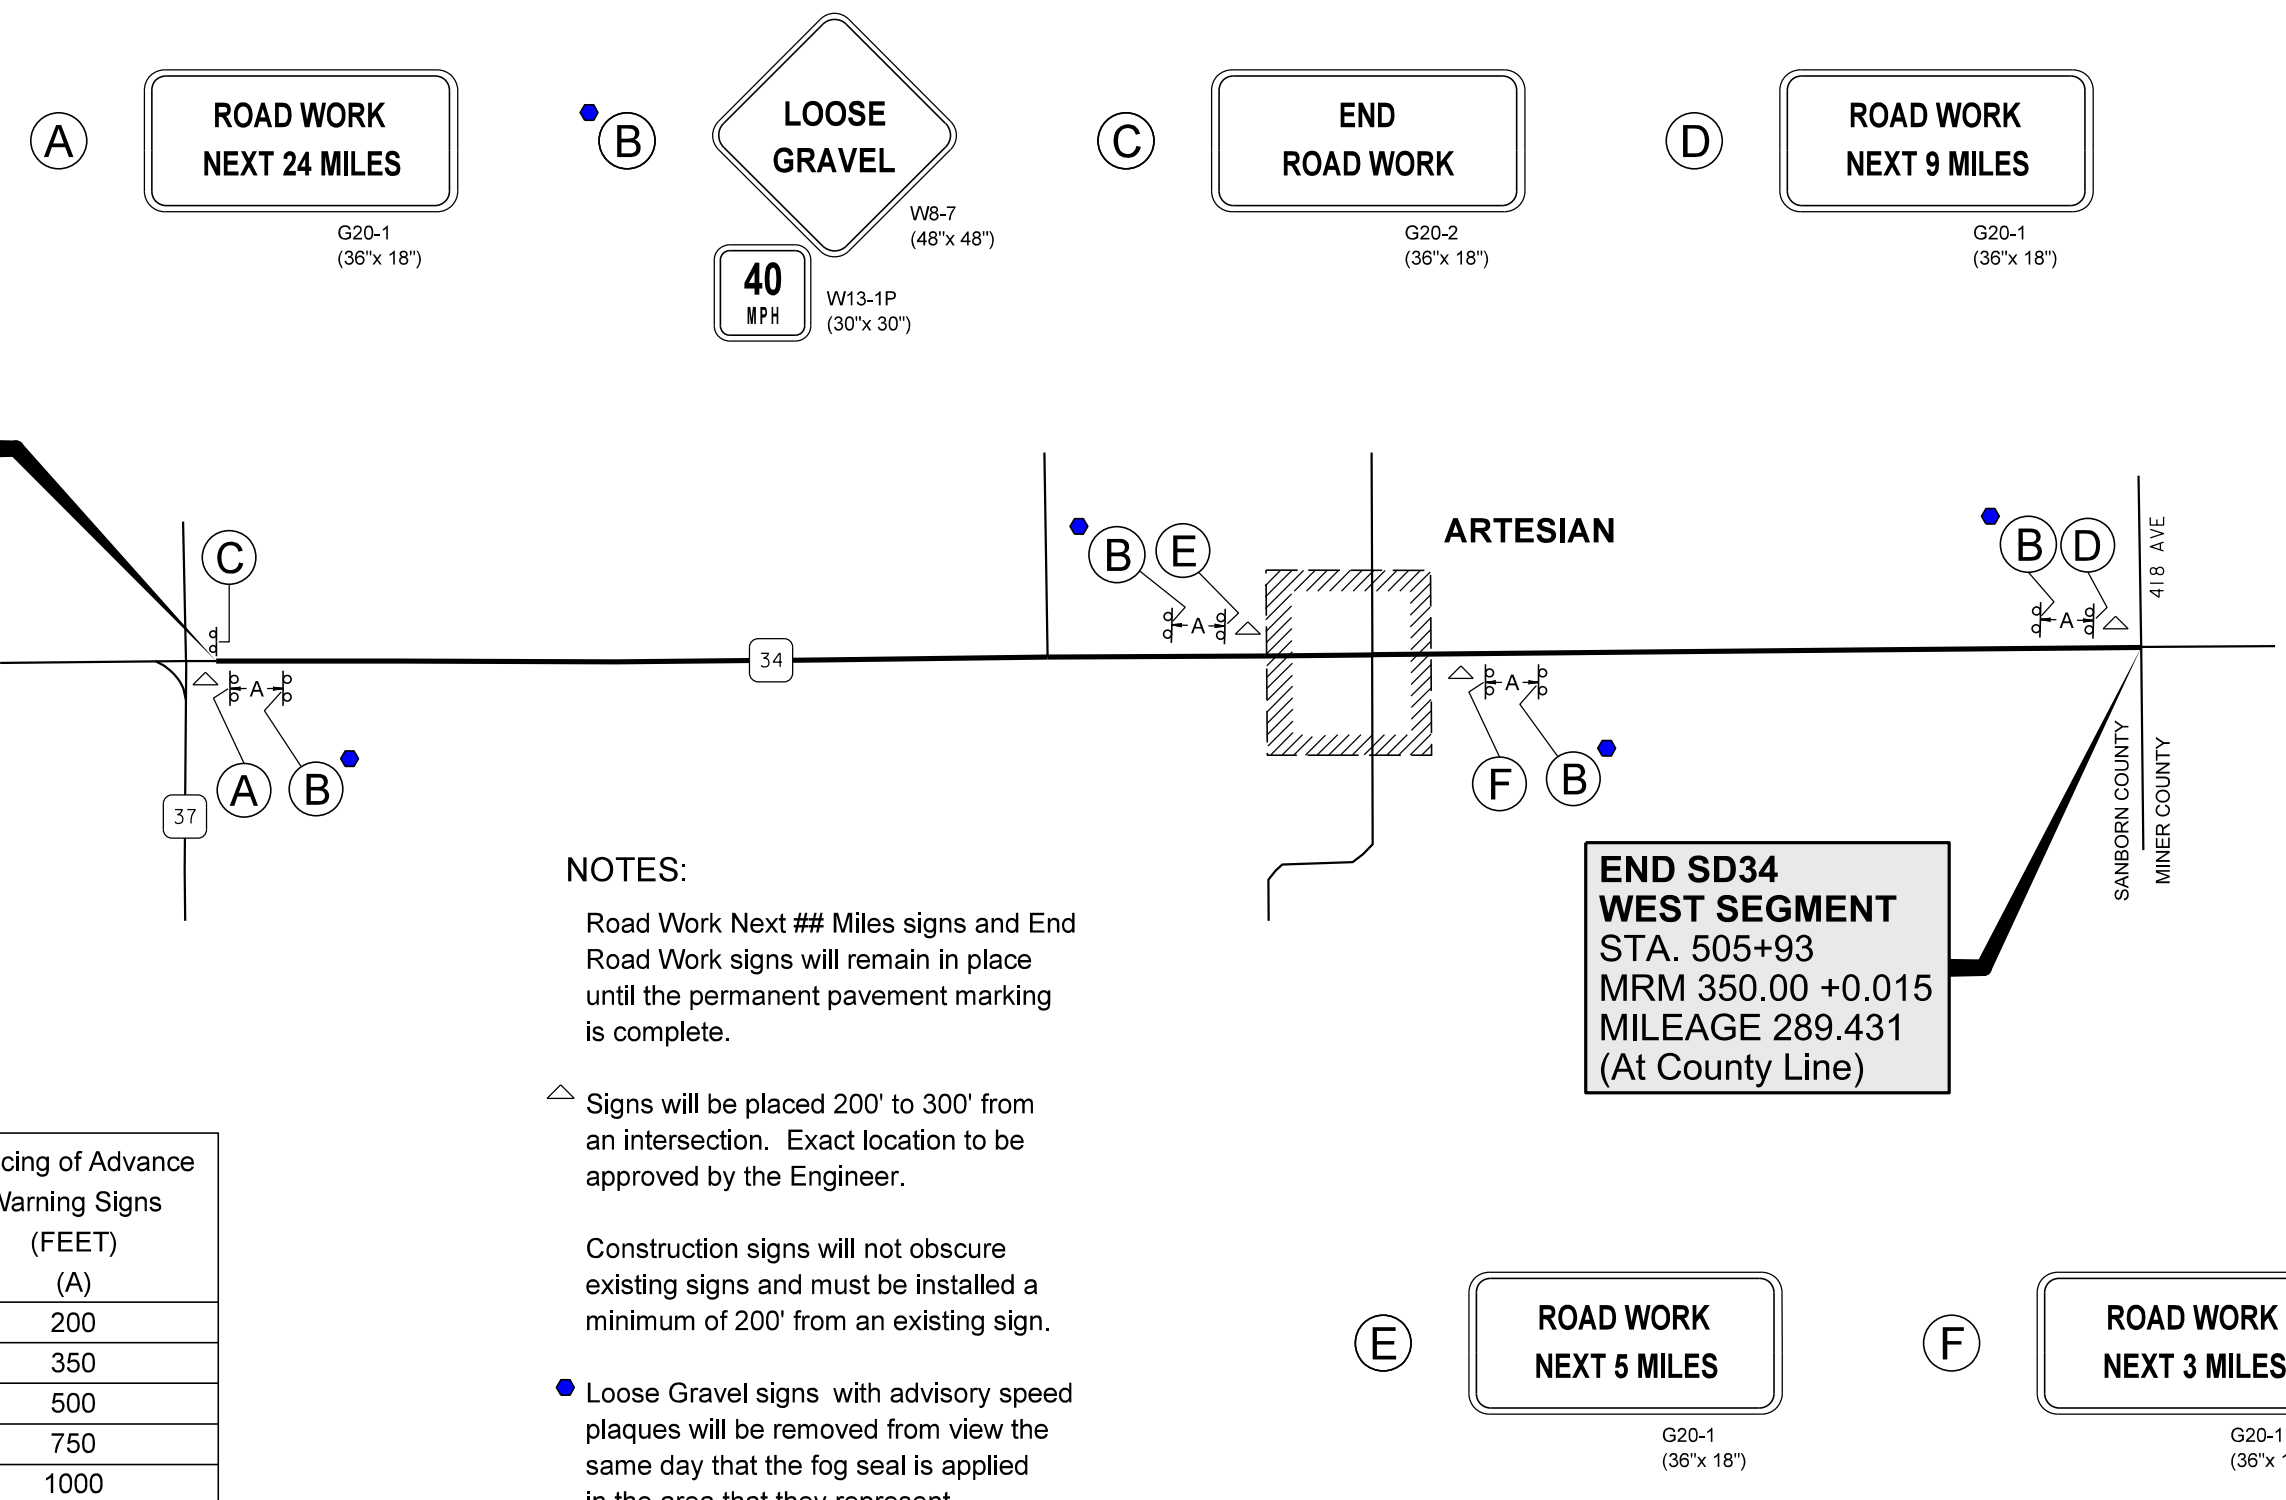 A
ROAD WORK
NEXT 24 MILES
G20-1
(36"x 18")
B
LOOSE
GRAVEL
W8-7
(48"x 48")
40
MPH
W13-1P
(30"x 30")
C
END
ROAD WORK
G20-2
(36"x 18")
D
ROAD WORK
NEXT 9 MILES
G20-1
(36"x 18")
C
B E
A
ARTESIAN
B D
A
418 AVE
34
A
A B
37
A
F B
SANBORN COUNTY
MINER COUNTY
END SD34
WEST SEGMENT
STA. 505+93
MRM 350.00 +0.015
MILEAGE 289.431
(At County Line)
NOTES:
Road Work Next ## Miles signs and End
Road Work signs will remain in place
until the permanent pavement marking
is complete.
Signs will be placed 200' to 300' from
an intersection. Exact location to be
approved by the Engineer.
Construction signs will not obscure
existing signs and must be installed a
minimum of 200' from an existing sign.
Loose Gravel signs with advisory speed
plaques will be removed from view the
same day that the fog seal is applied
in the area that they represent.
cing of Advance
Warning Signs
(FEET)
(A)
200
350
500
750
1000
E
ROAD WORK
NEXT 5 MILES
G20-1
(36"x 18")
F
ROAD WORK
NEXT 3 MILES
G20-1
(36"x